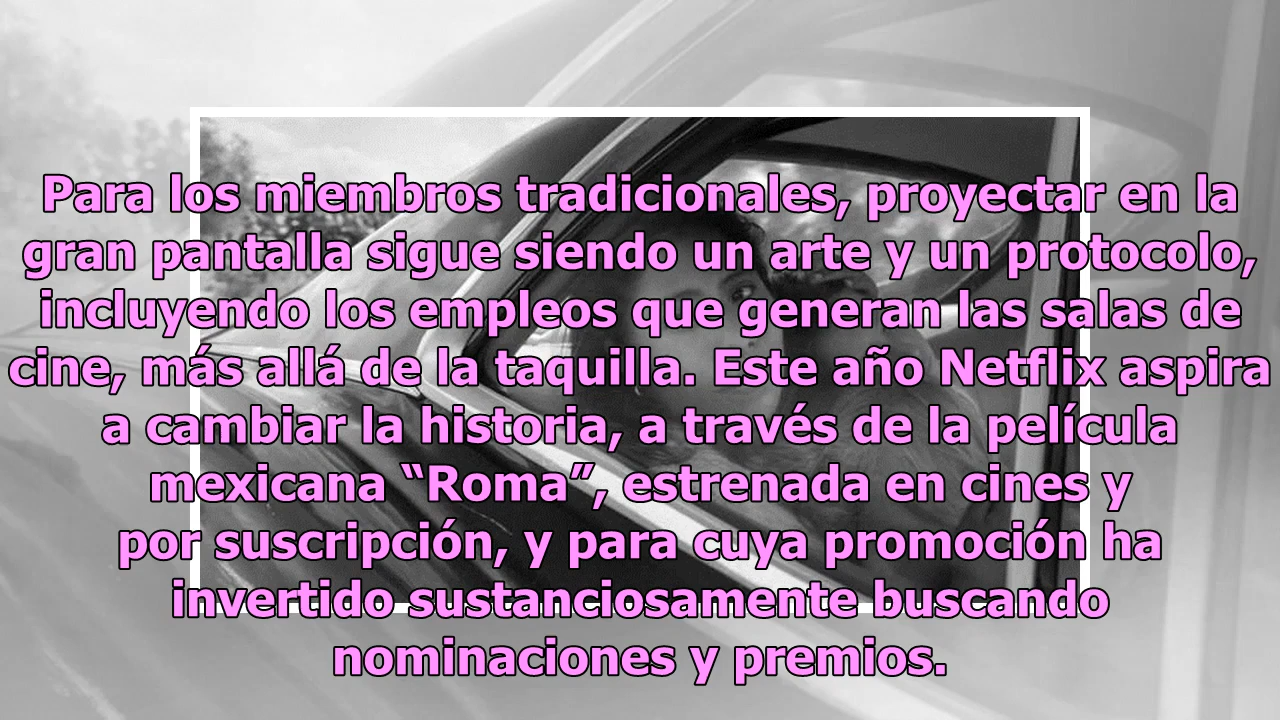 Para los miembros tradicionales, proyectar en la
gran pantalla sigue siendo un arte y un protocolo,
incluyendo los empleos que generan las salas de
cine, más allá de la taquilla. Este año Netflix aspira
a cambiar la historia, a través de la película
mexicana “Roma”, estrenada en cines y
por suscripción, y para cuya promoción ha
invertido sustanciosamente buscando
nominaciones y premios.